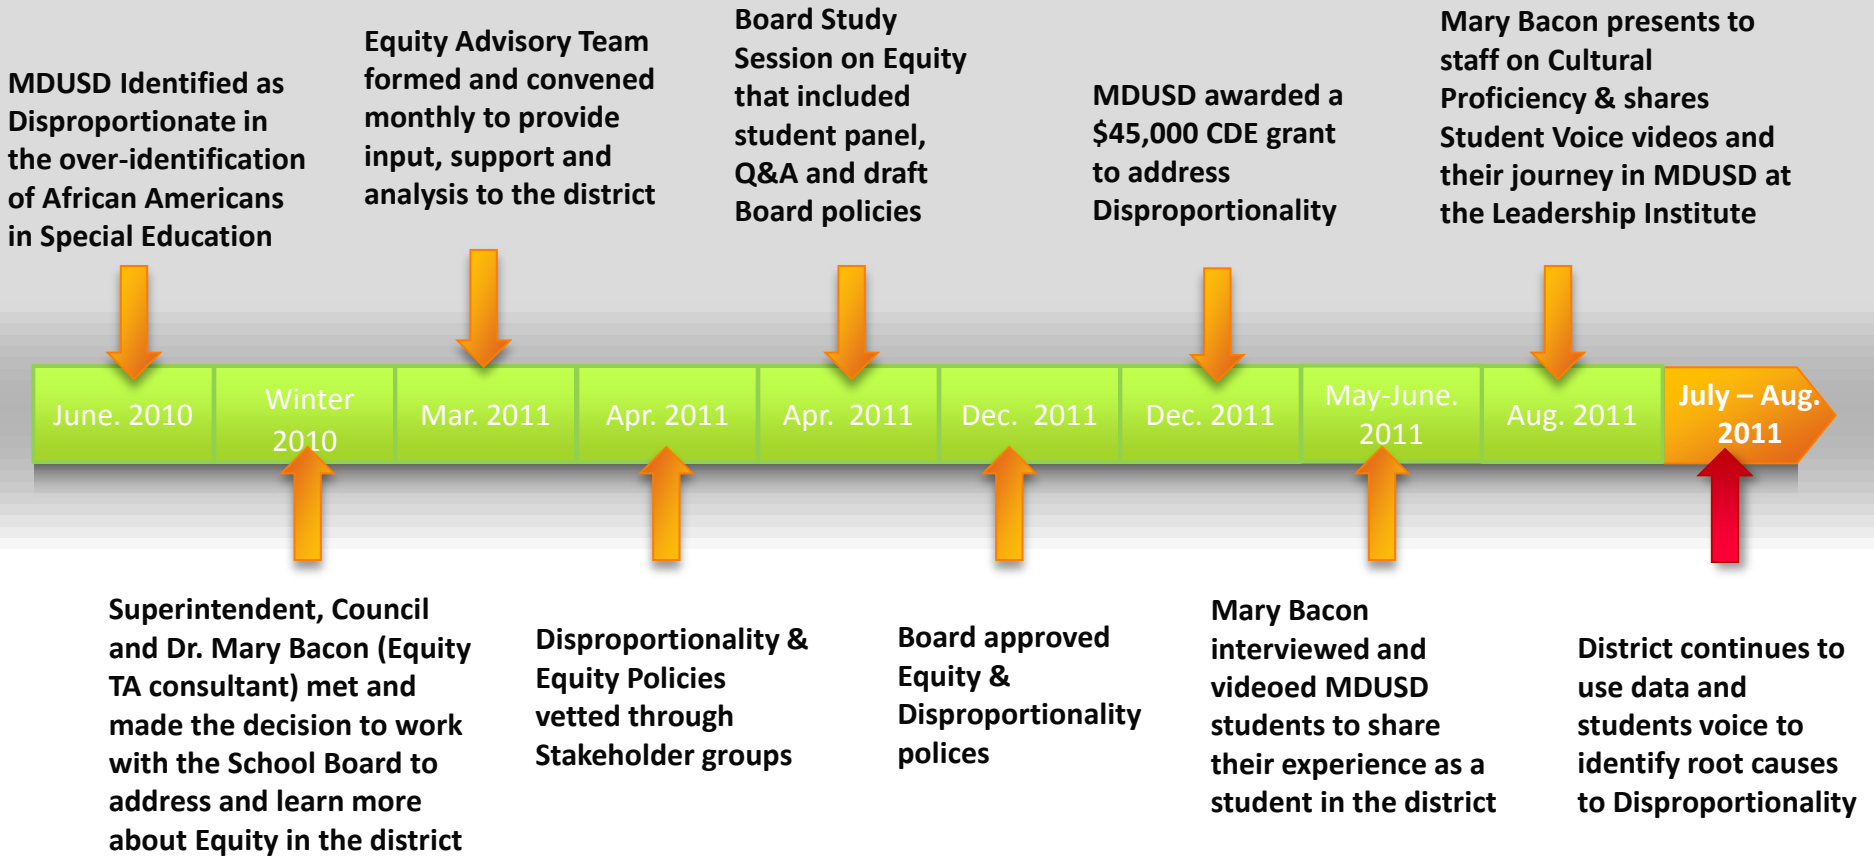 MDUSD Identified as
Disproportionate in
the over-identification
of African Americans
in Special Education
Equity Advisory Team
formed and convened
monthly to provide
input, support and
analysis to the district
Board Study
Session on Equity
that included
student panel,
Q&A and draft
Board policies
MDUSD awarded a
$45,000 CDE grant
to address
Disproportionality
Mary Bacon presents to
staff on Cultural
Proficiency & shares
Student Voice videos and
their journey in MDUSD at
the Leadership Institute
June. 2010
Winter
2010
Mar. 2011
Apr. 2011
Apr. 2011
Dec. 2011
Dec. 2011
May-June.
2011
Aug. 2011
July – Aug.
2011
Superintendent, Council
and Dr. Mary Bacon (Equity
TA consultant) met and
made the decision to work
with the School Board to
address and learn more
about Equity in the district
Disproportionality &
Equity Policies
vetted through
Stakeholder groups
Board approved
Equity &
Disproportionality
polices
Mary Bacon
interviewed and
videoed MDUSD
students to share
their experience as a
student in the district
District continues to
use data and
students voice to
identify root causes
to Disproportionality